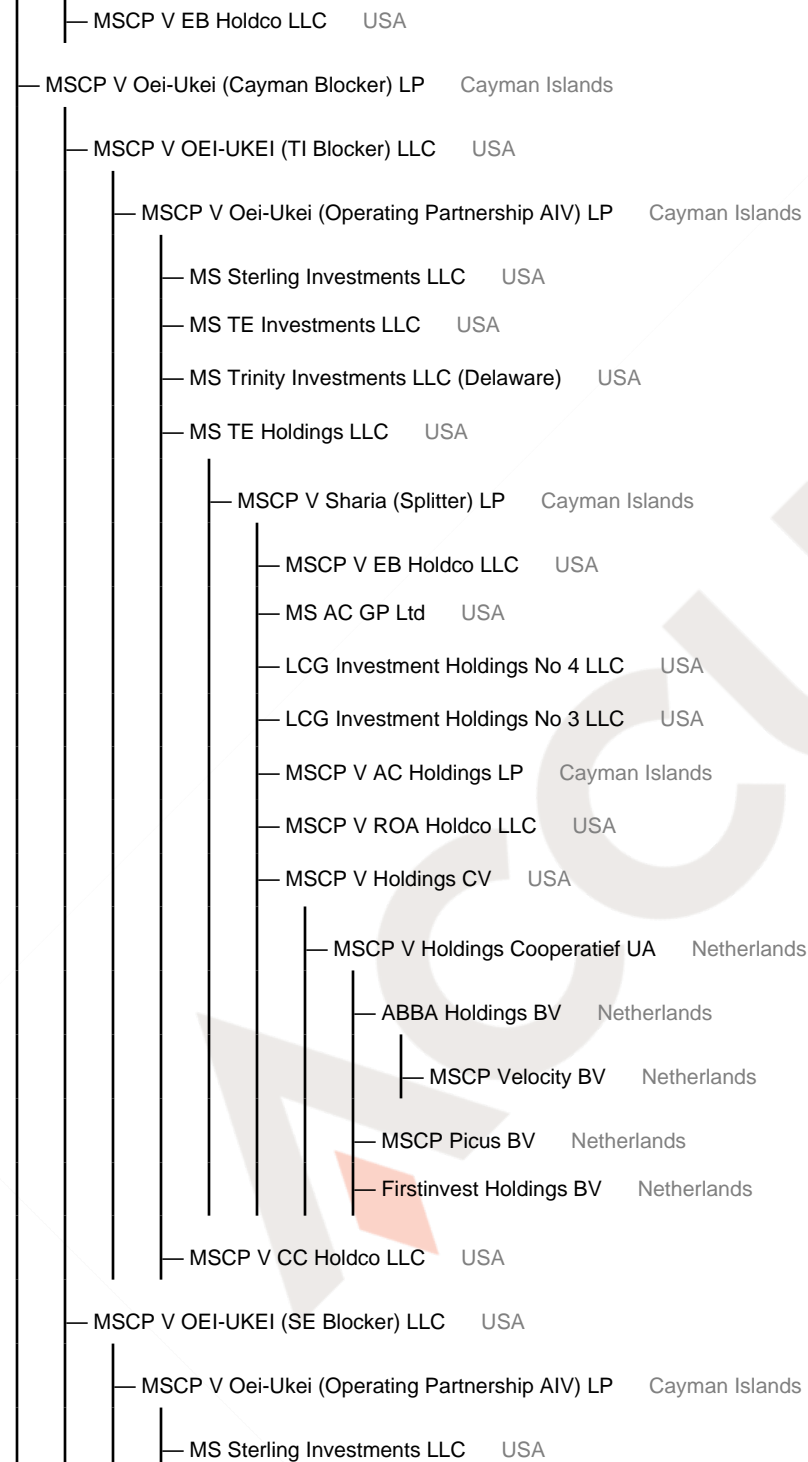 MSCP V EB Holdco LLC USA
MSCP V Oei-Ukei (Cayman Blocker) LP Cayman Islands
MSCP V OEI-UKEI (TI Blocker) LLC USA
MSCP V Oei-Ukei (Operating Partnership AIV) LP Cayman Islands
MS Sterling Investments LLC USA
MS TE Investments LLC USA
MS Trinity Investments LLC (Delaware) USA
MS TE Holdings LLC USA
MSCP V Sharia (Splitter) LP Cayman Islands
MSCP V EB Holdco LLC USA
MS AC GP Ltd USA
LCG Investment Holdings No 4 LLC USA
LCG Investment Holdings No 3 LLC USA
MSCP V AC Holdings LP Cayman Islands
MSCP V ROA Holdco LLC USA
MSCP V Holdings CV USA
MSCP V Holdings Cooperatief UA Netherlands
ABBA Holdings BV Netherlands
MSCP Velocity BV Netherlands
MSCP Picus BV Netherlands
Firstinvest Holdings BV Netherlands
MSCP V CC Holdco LLC USA
MSCP V OEI-UKEI (SE Blocker) LLC USA
MSCP V Oei-Ukei (Operating Partnership AIV) LP Cayman Islands
MS Sterling Investments LLC USA